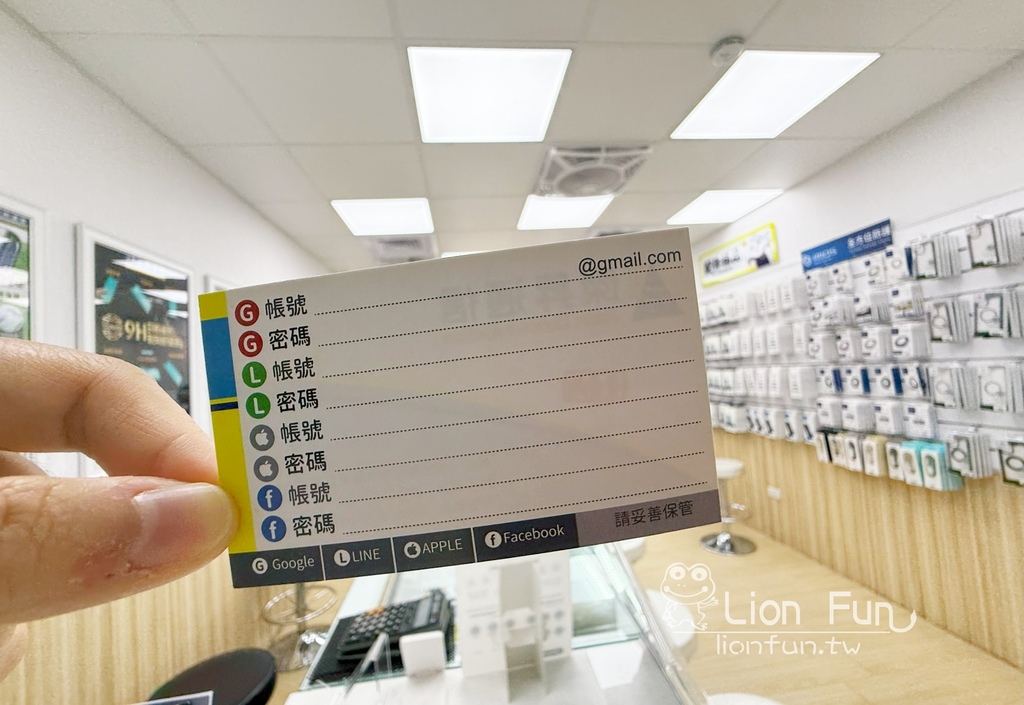 @gmail.com
G 帳號
G 密碼
L 帳號
L 密碼
帳號
密碼
f 帳號
f 密碼
G Google
L LINE
APPLE
f Facebook
請妥善保管
9H
Lion Fun
lionfun.tw